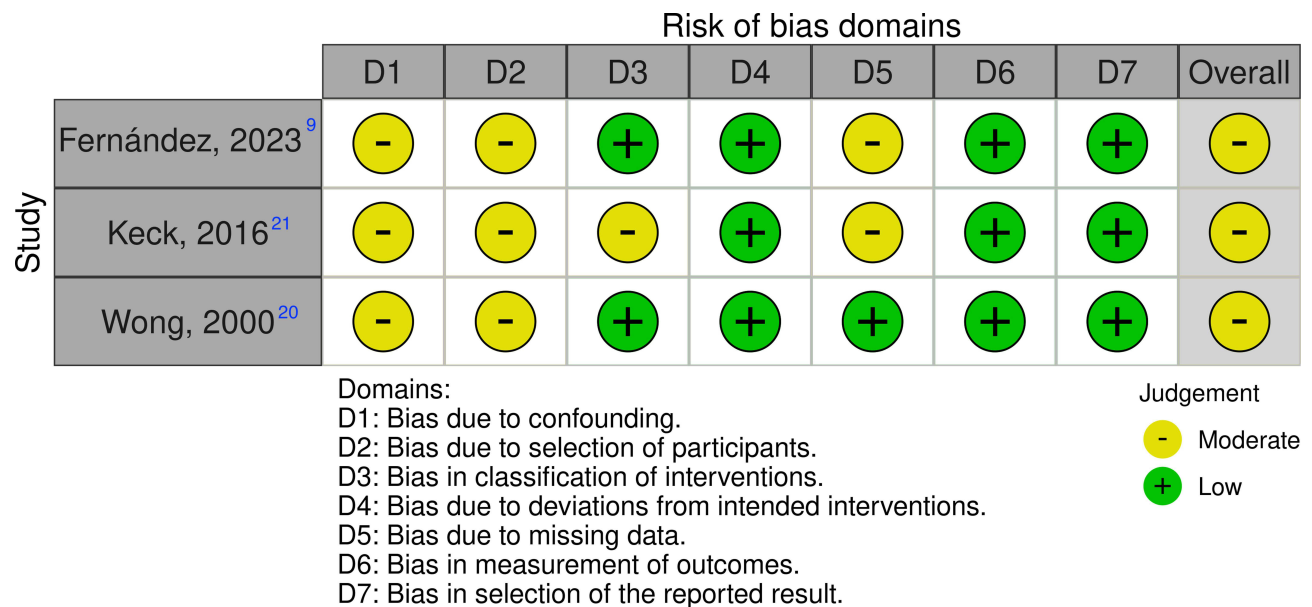 Risk of bias domains
D1 D2 D3 D4 D5 D6 D7 Overall
Study
Fernández, 2023 9 - - + + - + + -
Keck, 2016 21 - - - + - + + -
Wong, 2000 20 - - + + + + + -
Domains:
D1: Bias due to confounding.
D2: Bias due to selection of participants.
D3: Bias in classification of interventions.
D4: Bias due to deviations from intended interventions.
D5: Bias due to missing data.
D6: Bias in measurement of outcomes.
D7: Bias in selection of the reported result.
Judgement
- Moderate
+ Low